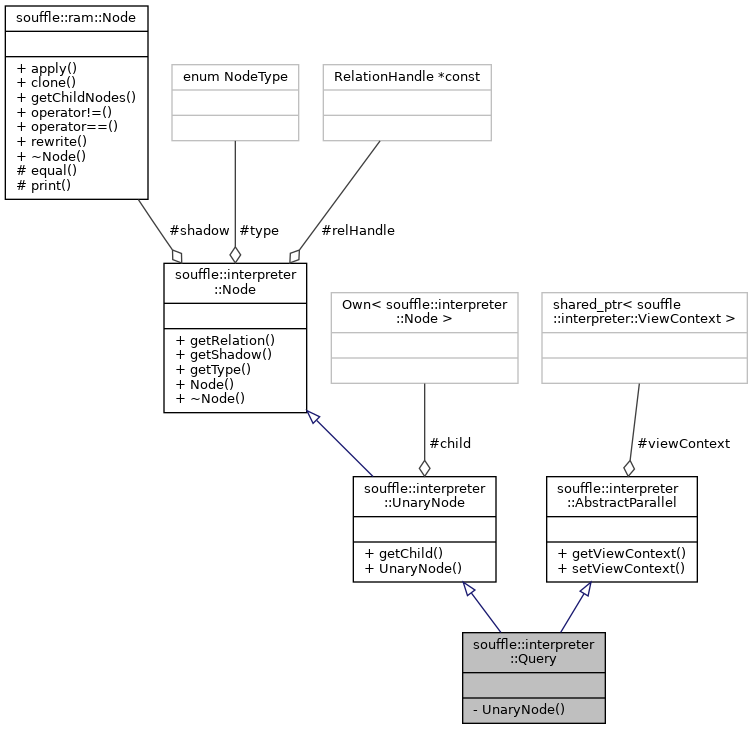 souffle::ram::Node
+ apply()
+ clone()
+ getChildNodes()
+ operator!=()
+ operator==()
+ rewrite()
+ ~Node()
# equal()
# print()
enum NodeType
RelationHandle *const
#shadow
#type
#relHandle
souffle::interpreter
::Node
+ getRelation()
+ getShadow()
+ getType()
+ Node()
+ ~Node()
Own< souffle::interpreter
::Node >
shared_ptr< souffle
::interpreter::ViewContext >
#child
#viewContext
souffle::interpreter
::UnaryNode
+ getChild()
+ UnaryNode()
souffle::interpreter
::AbstractParallel
+ getViewContext()
+ setViewContext()
souffle::interpreter
::Query
- UnaryNode()